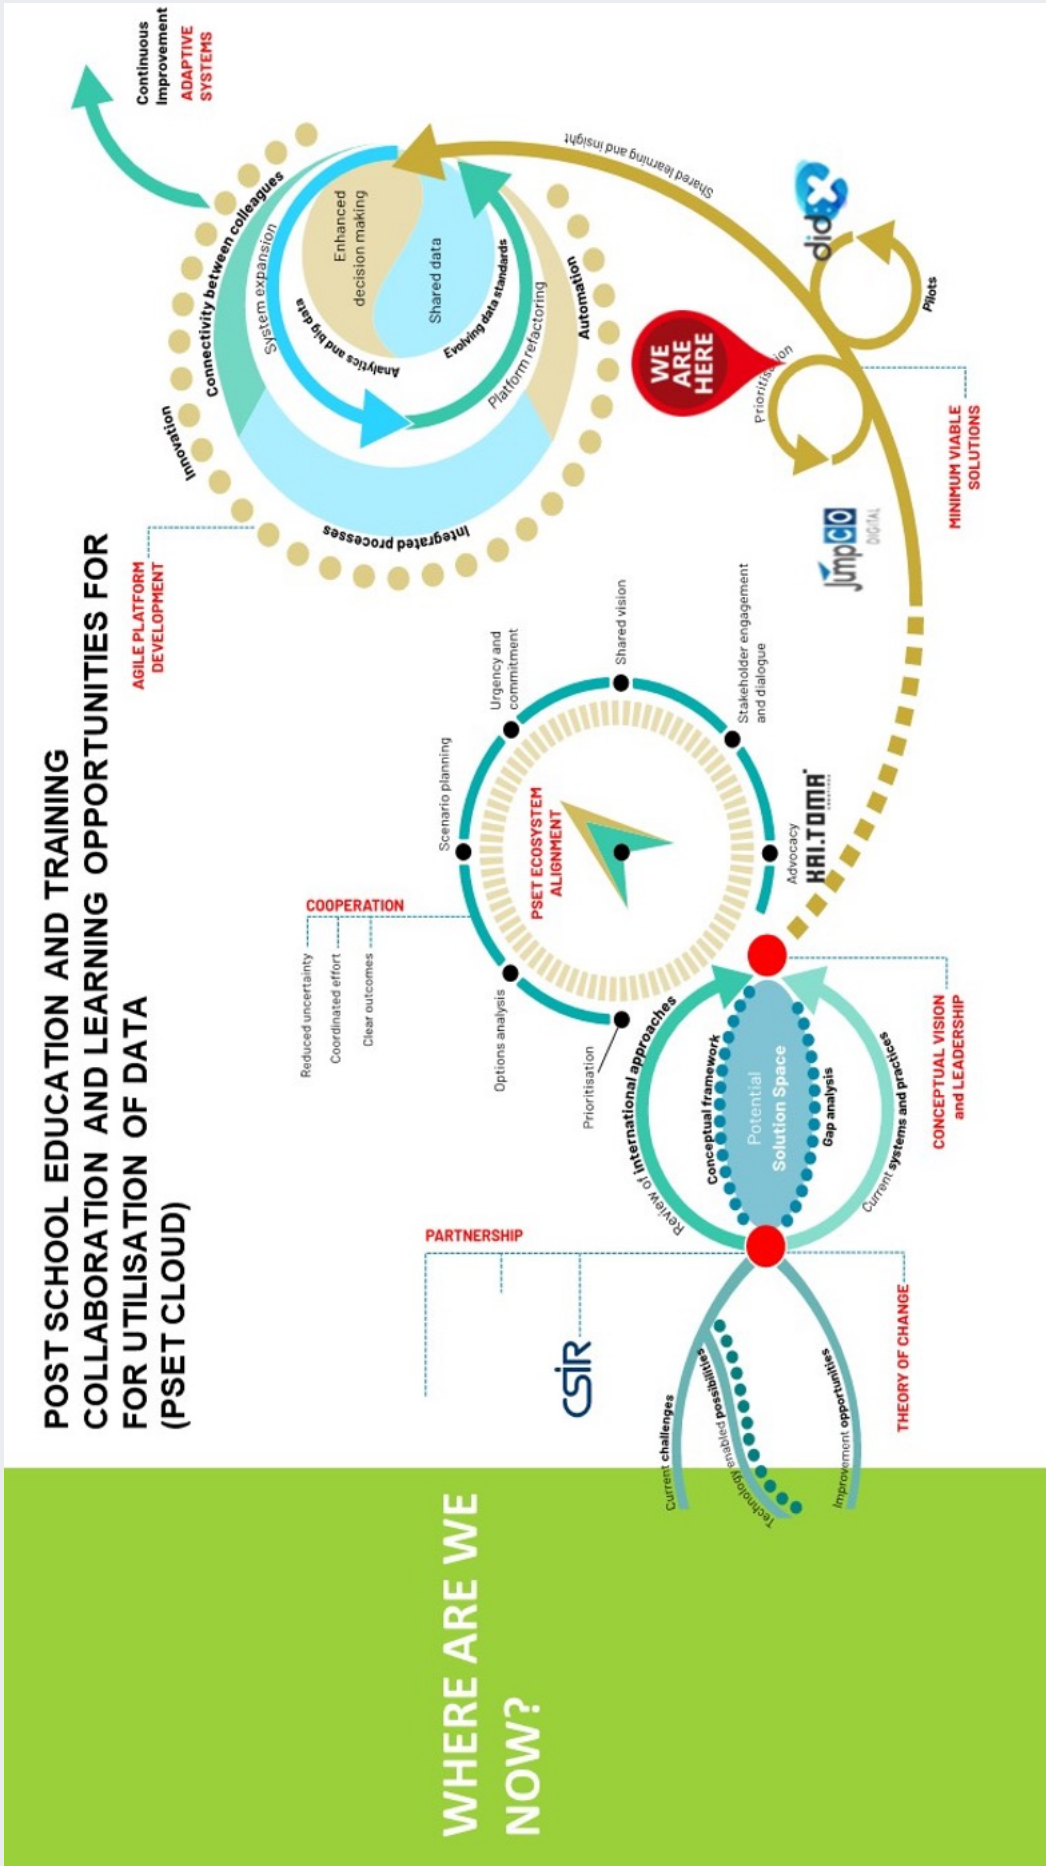 WHERE ARE WE
NOW?
POST SCHOOL EDUCATION AND TRAINING
COLLABORATION AND LEARNING OPPORTUNITIES FOR
FOR UTILISATION OF DATA
(PSET CLOUD)
Current challenges
Technology enabled possibilities
Improvement opportunities
THEORY OF CHANGE
PARTNERSHIP
CSIR
Review of international approaches
Conceptual framework
Potential
Solution Space
Gap analysis
Current systems and practices
CONCEPTUAL VISION
and LEADERSHIP
COOPERATION
Reduced uncertainty
Coordinated effort
Clear outcomes
Prioritisation
Options analysis
Scenario planning
Urgency and
commitment
Shared vision
Stakeholder engagement
and dialogue
Advocacy
PSET ECOSYSTEM
ALIGNMENT
KAI.TOMA
jumpCO
DIGITAL
MINIMUM VIABLE
SOLUTIONS
Prioritisation
WE
ARE
HERE
Pilots
didx
Shared learning and insight
AGILE PLATFORM
DEVELOPMENT
Innovation
Connectivity between colleagues
Integrated processes
Automation
System expansion
Platform refactoring
Analytics and big data
Evolving data standards
Enhanced
decision making
Shared data
Continuous
Improvement
ADAPTIVE
SYSTEMS